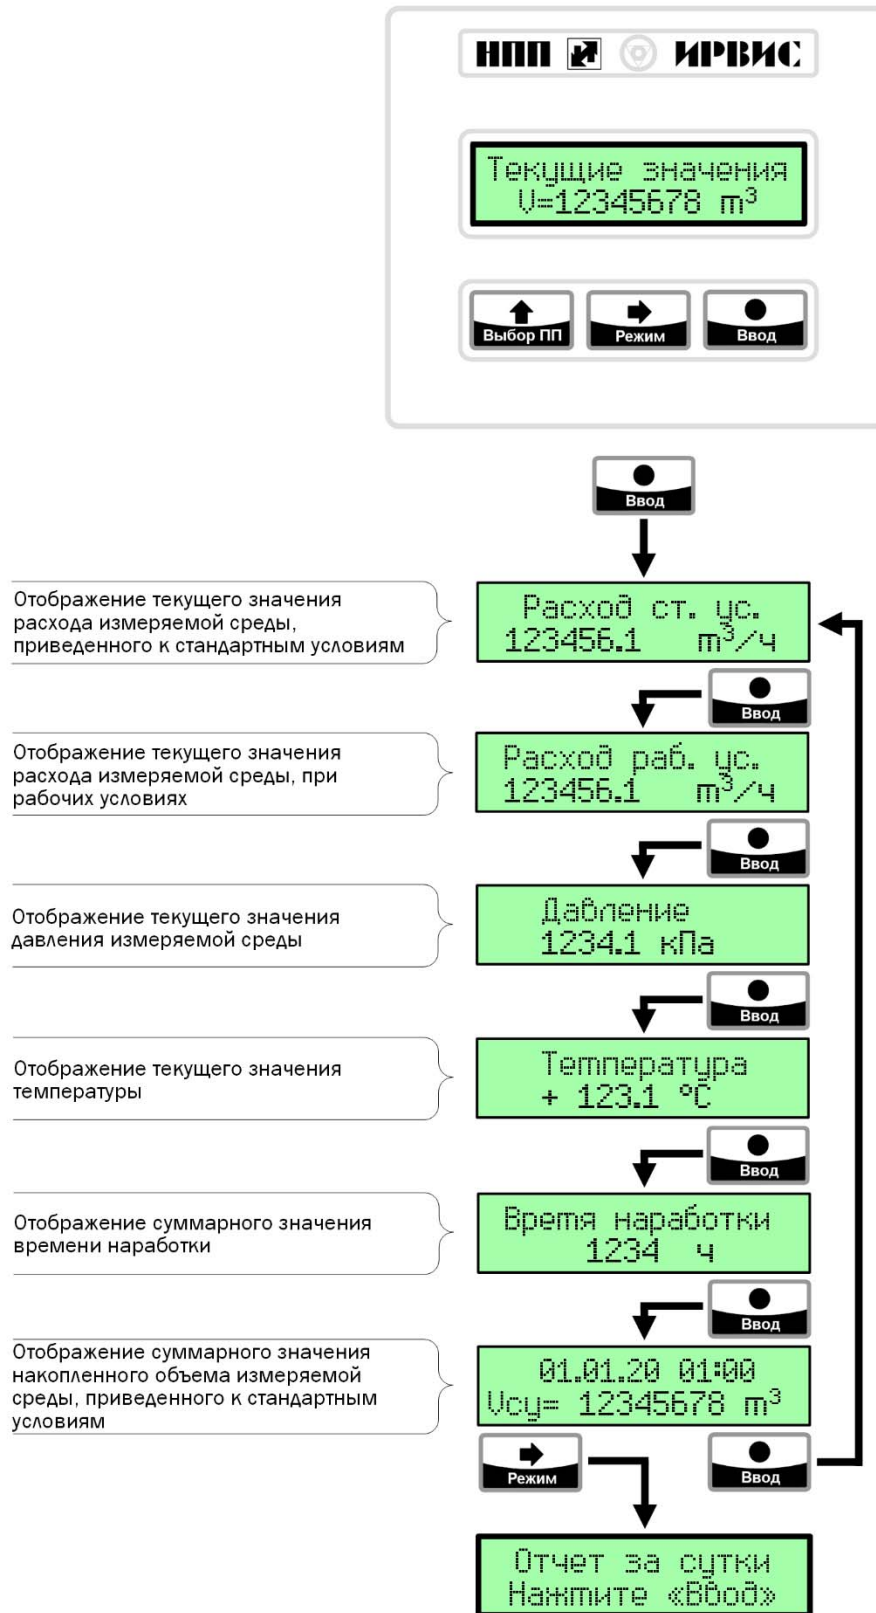 НПП ИРВИС
Текущие значения
V=12345678 m³
Выбор ПП
Режим
Ввод
Ввод
Отображение текущего значения
расхода измеряемой среды,
приведенного к стандартным условиям
Расход ст. ус.
123456.1 m³/ч
Ввод
Отображение текущего значения
расхода измеряемой среды, при
рабочих условиях
Расход раб. ус.
123456.1 m³/ч
Ввод
Отображение текущего значения
давления измеряемой среды
Давление
1234.1 кПа
Ввод
Отображение текущего значения
температуры
Температура
+ 123.1 °C
Ввод
Отображение суммарного значения
времени наработки
Время наработки
1234 ч
Ввод
Отображение суммарного значения
накопленного объема измеряемой
среды, приведенного к стандартным
условиям
01.01.20 01:00
Vсу= 12345678 m³
Режим
Ввод
Отчет за сутки
Нажмите «Ввод»